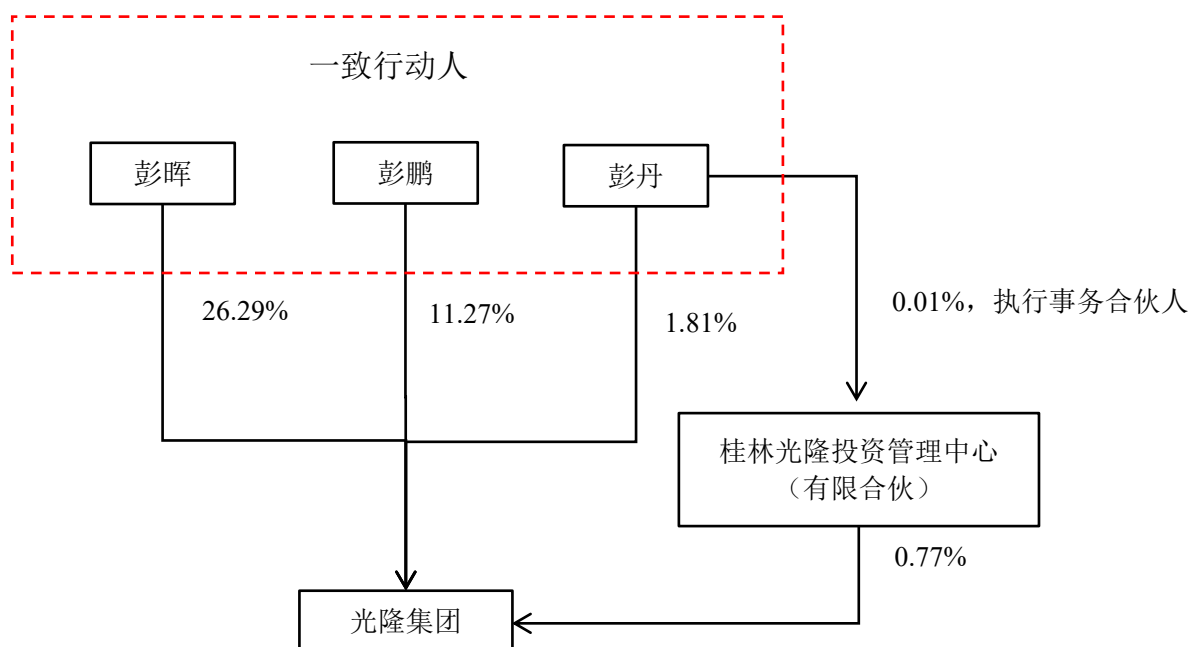 一致行动人
彭晖
彭鹏
彭丹
26.29%
11.27%
1.81%
0.01%，执行事务合伙人
桂林光隆投资管理中心
（有限合伙）
0.77%
光隆集团